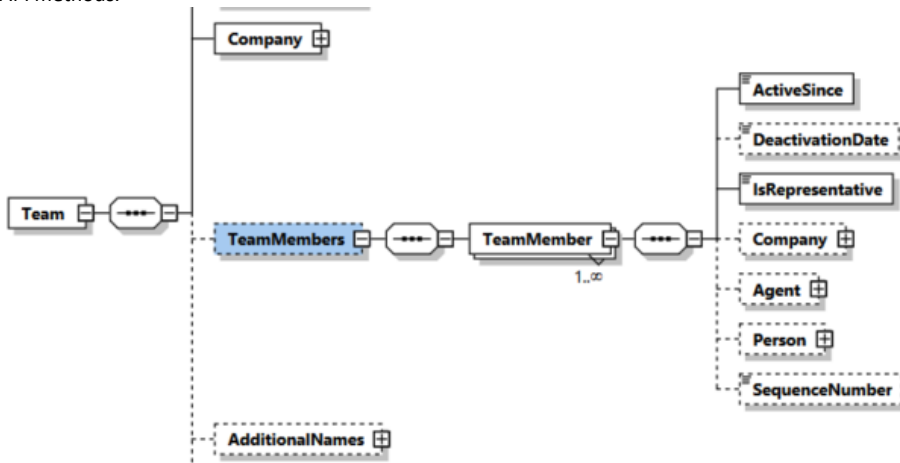 Company
ActiveSince
DeactivationDate
IsRepresentative
Team
TeamMembers
TeamMember
1..∞
Company
Agent
Person
SequenceNumber
AdditionalNames